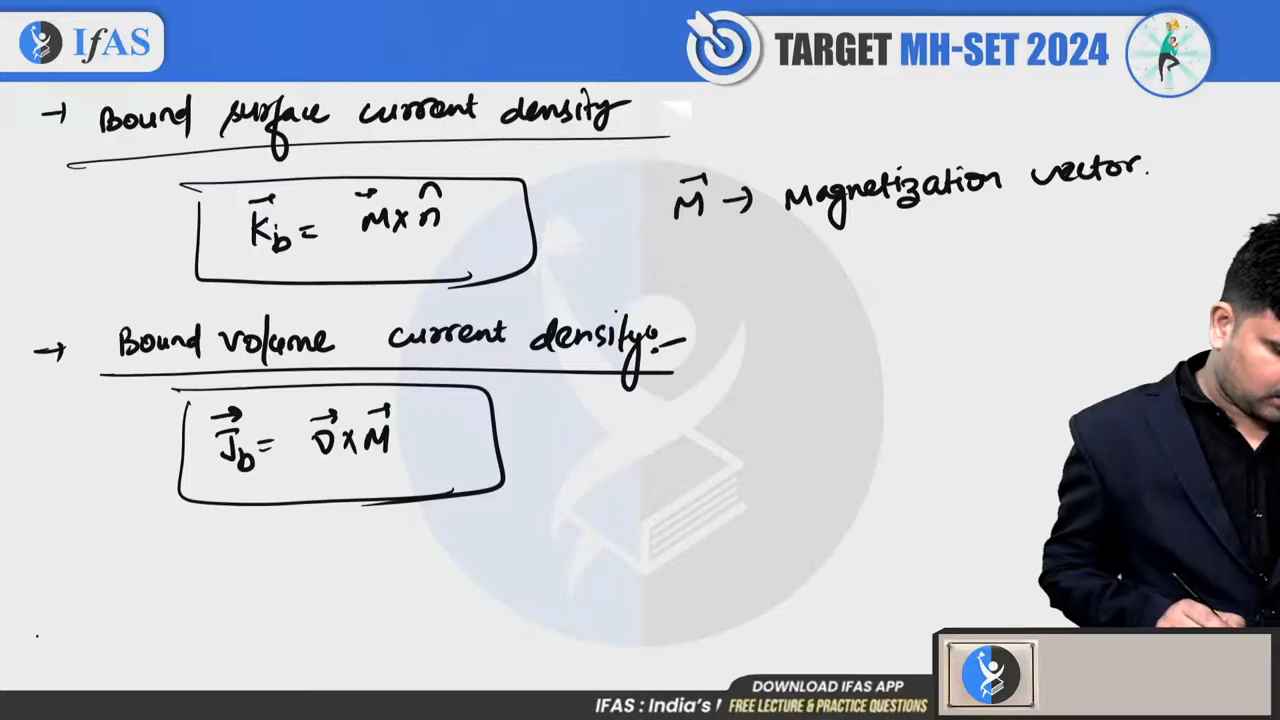 IfAS
TARGET MH-SET 2024
→ Bound surface current density
K⃗b = M⃗ × n̂
M⃗ → Magnetization vector.
→ Bound volume current density:-
J⃗b = ∇⃗ × M⃗
DOWNLOAD IFAS APP
IFAS : India's
FREE LECTURE & PRACTICE QUESTIONS